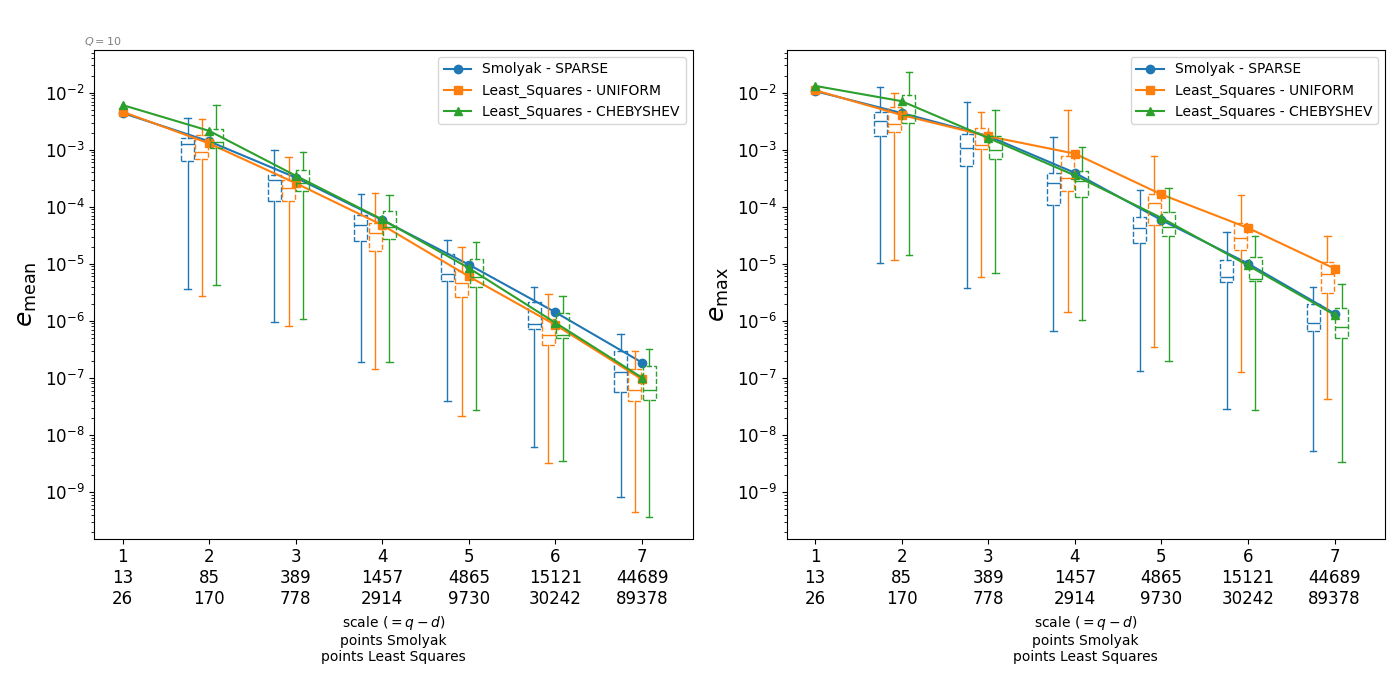 Q = 10
Smolyak - SPARSE
Least_Squares - UNIFORM
Least_Squares - CHEBYSHEV
10⁻²
10⁻³
10⁻⁴
10⁻⁵
10⁻⁶
10⁻⁷
10⁻⁸
10⁻⁹
e_mean
1 2 3 4 5 6 7
13 85 389 1457 4865 15121 44689
26 170 778 2914 9730 30242 89378
scale (= q − d)
points Smolyak
points Least Squares
Smolyak - SPARSE
Least_Squares - UNIFORM
Least_Squares - CHEBYSHEV
10⁻²
10⁻³
10⁻⁴
10⁻⁵
10⁻⁶
10⁻⁷
10⁻⁸
10⁻⁹
e_max
1 2 3 4 5 6 7
13 85 389 1457 4865 15121 44689
26 170 778 2914 9730 30242 89378
scale (= q − d)
points Smolyak
points Least Squares